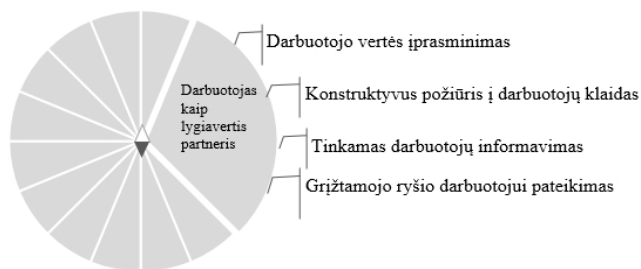 Darbuotojo vertės įprasminimas
Darbuotojas
kaip
lygiavertis
partneris
Konstruktyvus požiūris į darbuotojų klaidas
Tinkamas darbuotojų informavimas
Grįžtamojo ryšio darbuotojui pateikimas